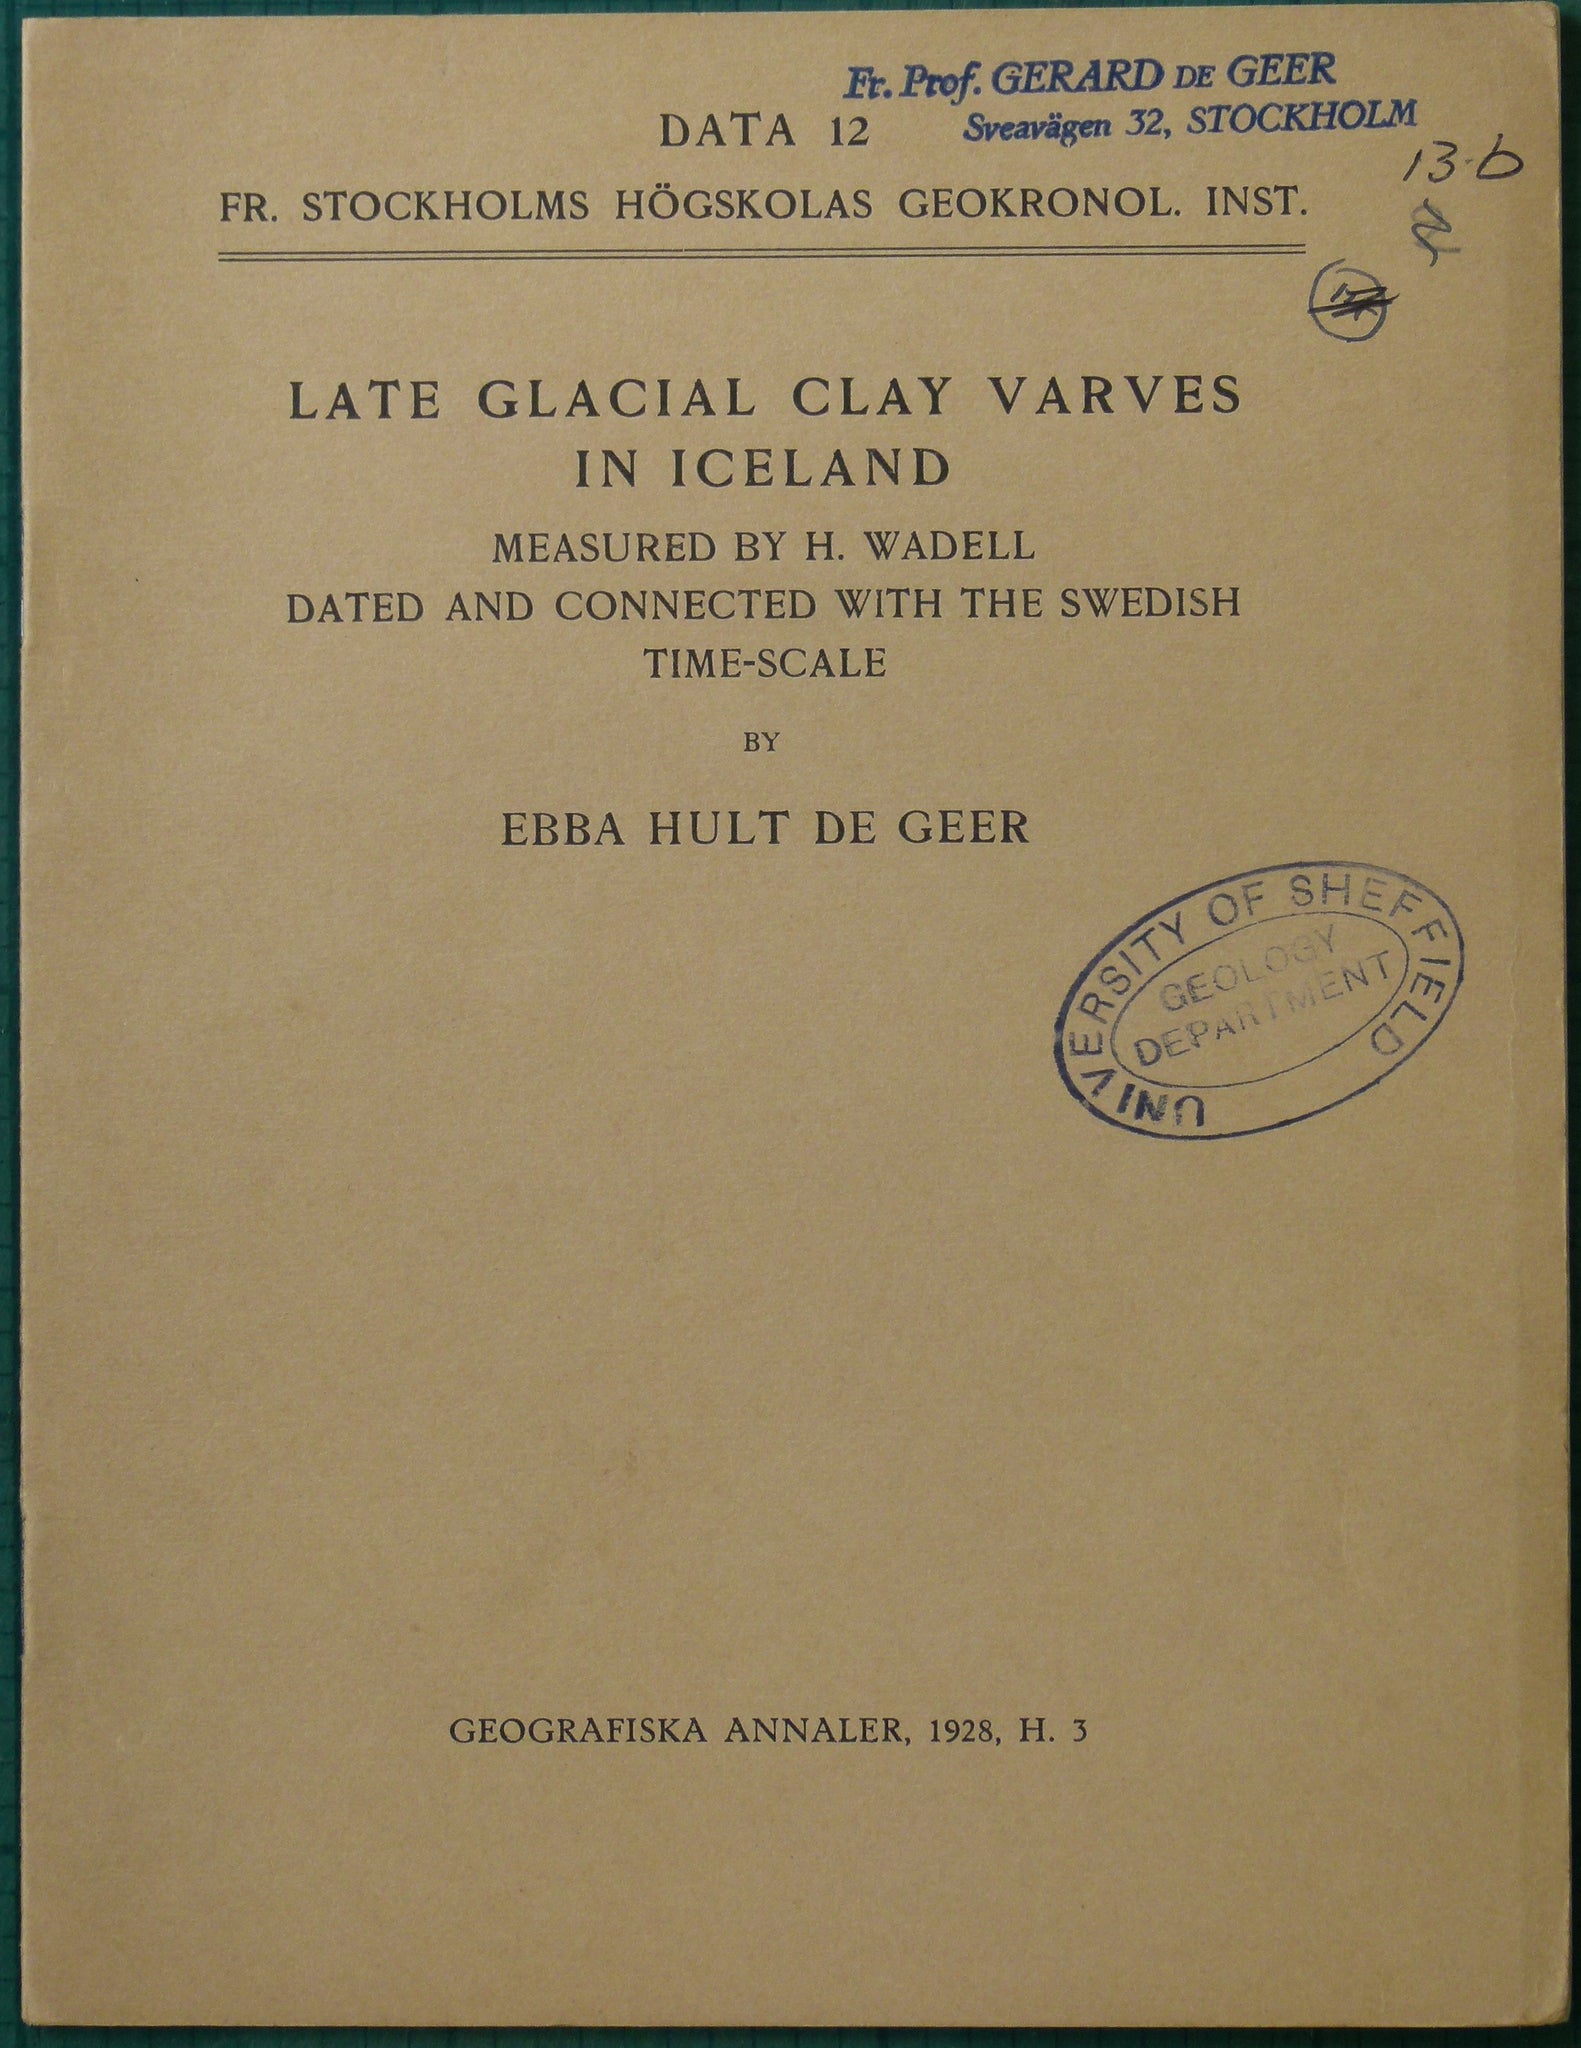 Fr. Prof. GERARD DE GEER
Sveavägen 32, STOCKHOLM
DATA 12
13-b
FR. STOCKHOLMS HÖGSKOLAS GEOKRONOL. INST.
LATE GLACIAL CLAY VARVES
IN ICELAND
MEASURED BY H. WADELL
DATED AND CONNECTED WITH THE SWEDISH
TIME-SCALE
BY
EBBA HULT DE GEER
UNIVERSITY OF SHEFFIELD
GEOLOGY
DEPARTMENT
GEOGRAFISKA ANNALER, 1928, H. 3